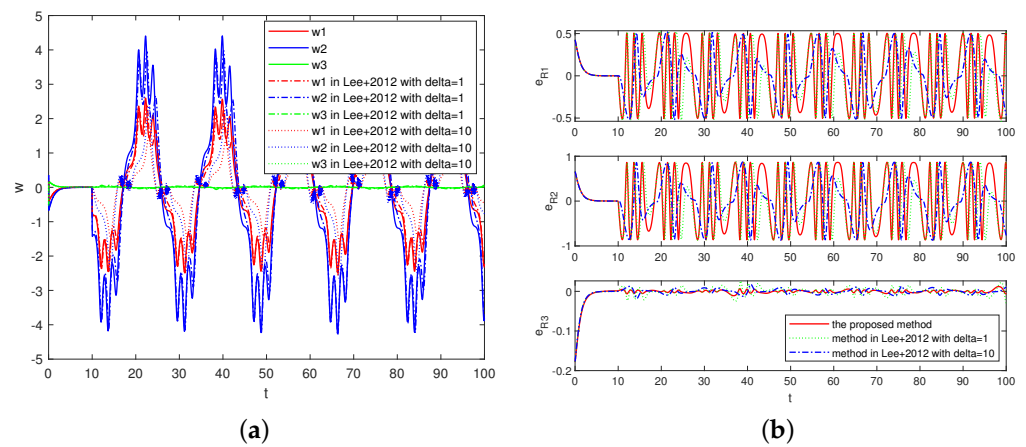 5
4
3
2
1
0
-1
-2
-3
-4
-5
w
0 10 20 30 40 50 60 70 80 90 100
t
w1
w2
w3
w1 in Lee+2012 with delta=1
w2 in Lee+2012 with delta=1
w3 in Lee+2012 with delta=1
w1 in Lee+2012 with delta=10
w2 in Lee+2012 with delta=10
w3 in Lee+2012 with delta=10
(a)
0.5
0
-0.5
eR1
0 10 20 30 40 50 60 70 80 90 100
1
0
-1
eR2
0 10 20 30 40 50 60 70 80 90 100
0
-0.1
-0.2
eR3
the proposed method
method in Lee+2012 with delta=1
method in Lee+2012 with delta=10
0 10 20 30 40 50 60 70 80 90 100
t
(b)